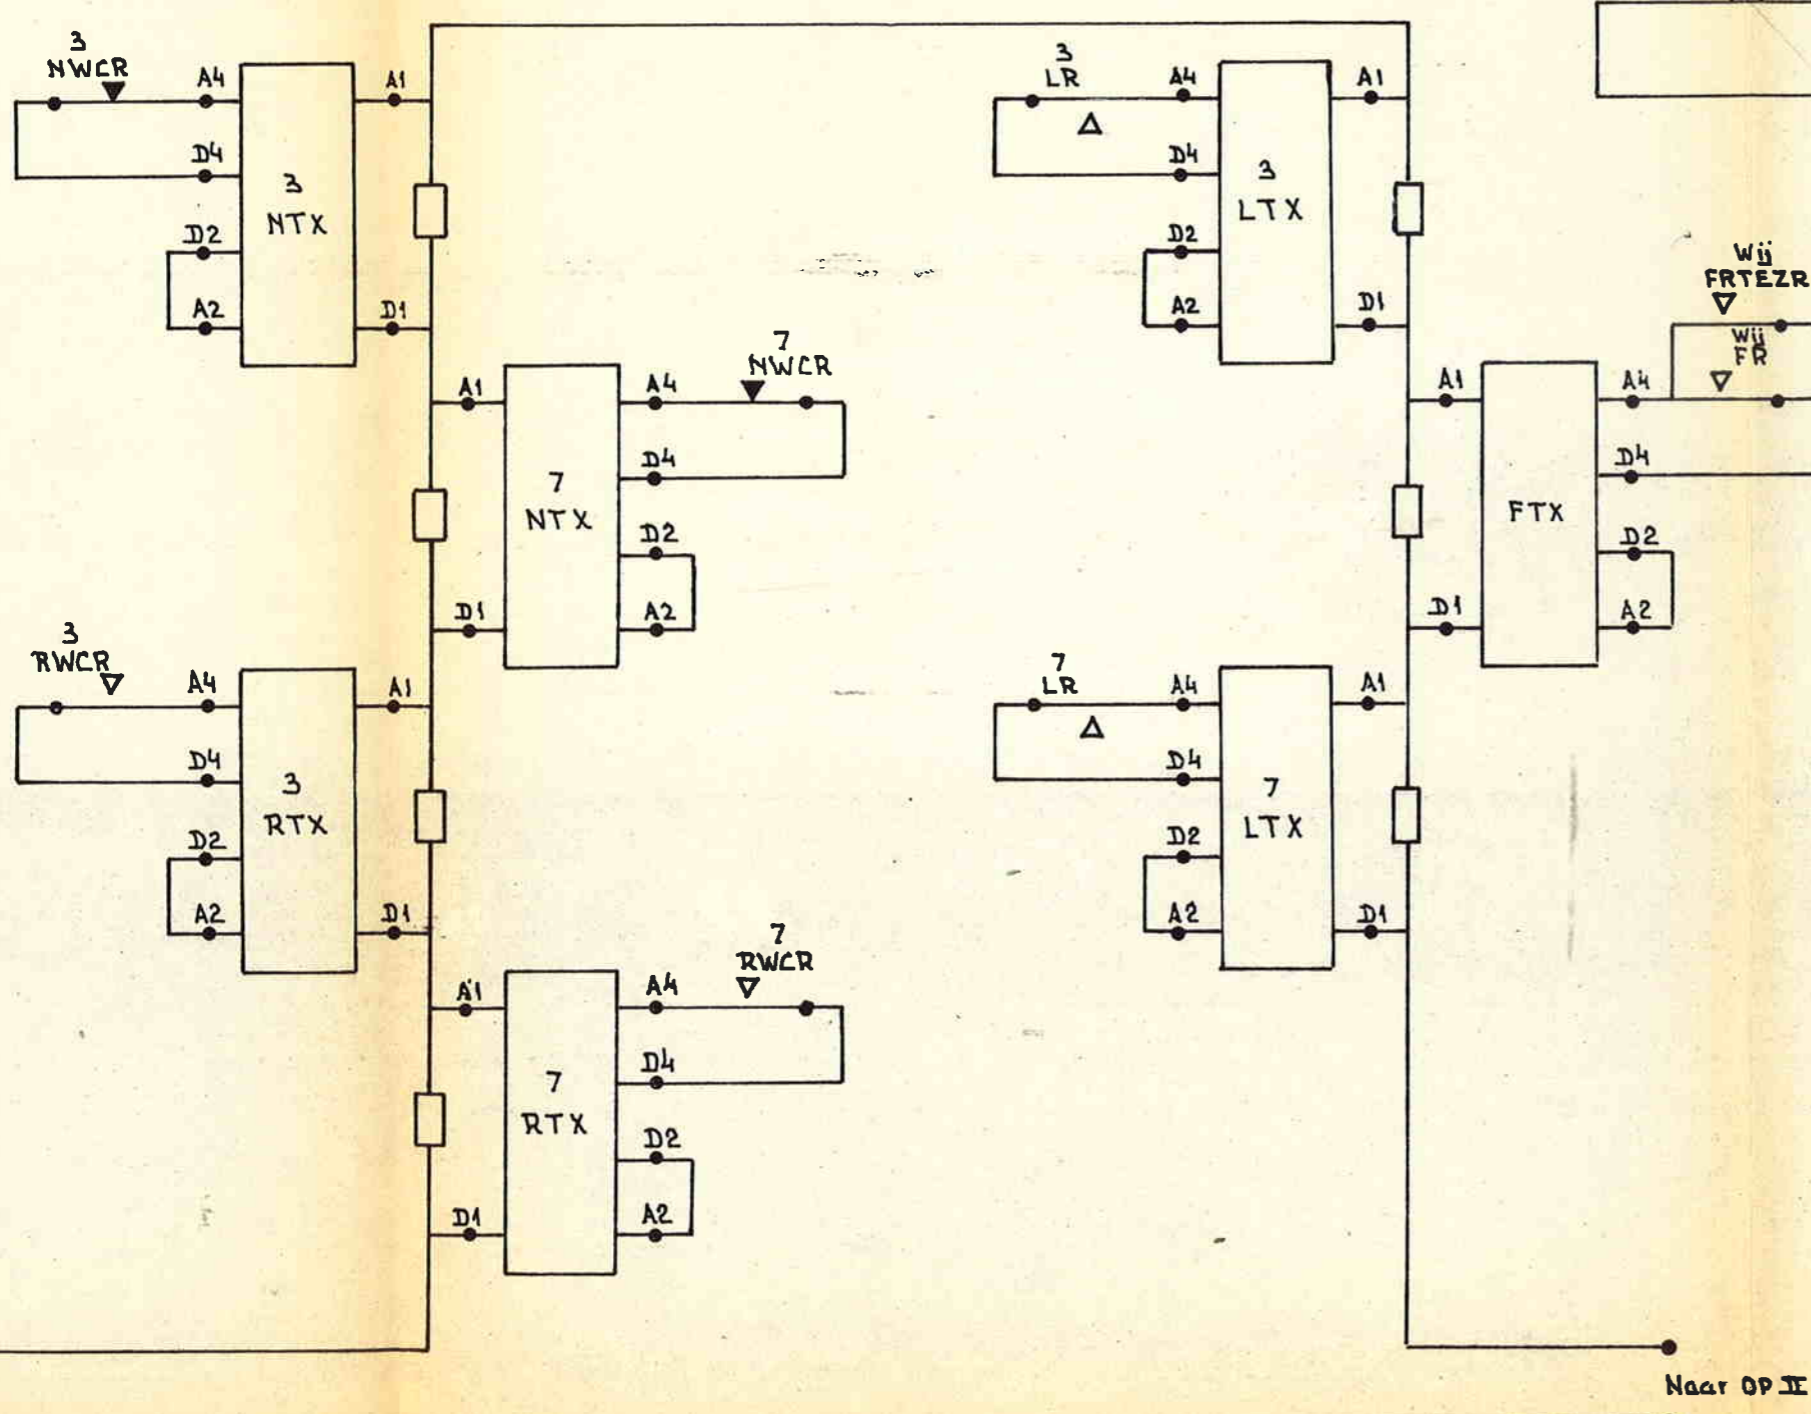 3
NWCR
A4
D4
D2
A2
3
NTX
A1
D1
7
NWCR
A1
D1
7
NTX
A4
D4
D2
A2
3
RWCR
A4
D4
D2
A2
3
RTX
A1
D1
7
RWCR
A1
D1
7
RTX
A4
D4
D2
A2
3
LR
A4
D4
D2
A2
3
LTX
A1
D1
Wij
FRTEZR
Wij
FR
A1
D1
FTX
A4
D4
D2
A2
7
LR
A4
D4
D2
A2
7
LTX
A1
D1
Naar OP II